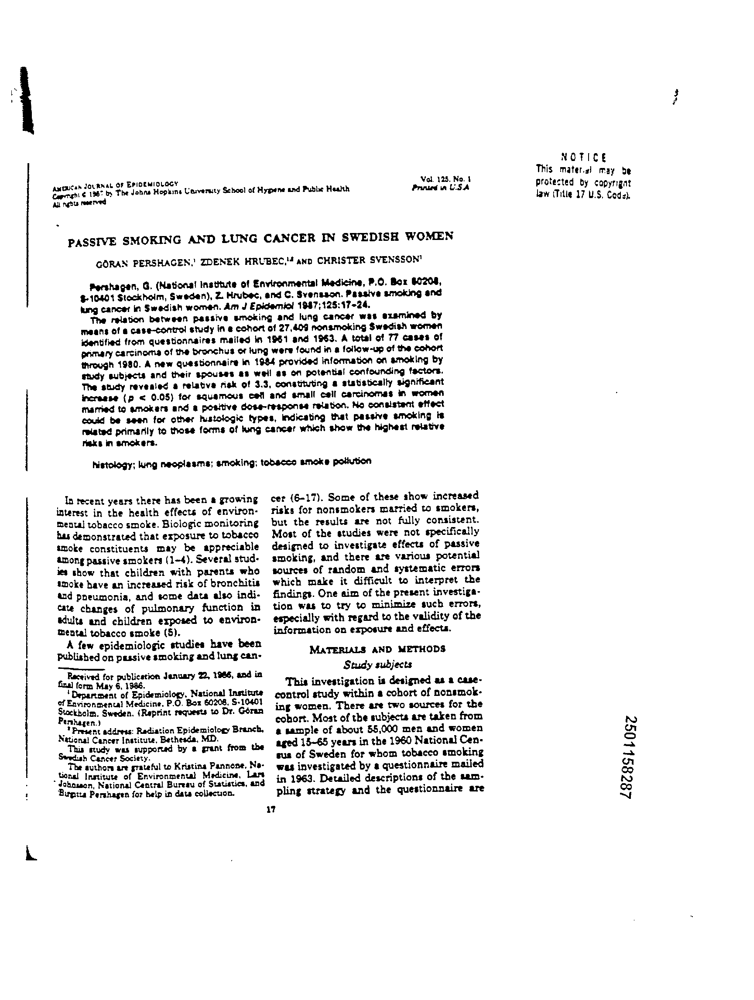 NOTICE
This material may be
protected by copyright
law (Title 17 U.S. Code).
AMERICAN JOURNAL OF EPIDEMIOLOGY
Copyright © 1987 by The Johns Hopkins University School of Hygiene and Public Health
All rights reserved
Vol. 125, No. 1
Printed in U.S.A
PASSIVE SMOKING AND LUNG CANCER IN SWEDISH WOMEN
GÖRAN PERSHAGEN,¹ ZDENEK HRUBEC,¹,² AND CHRISTER SVENSSON¹
Pershagen, G. (National Institute of Environmental Medicine, P.O. Box 60208,
S-10401 Stockholm, Sweden), Z. Hrubec, and C. Svensson. Passive smoking and
lung cancer in Swedish women. Am J Epidemiol 1987;125:17-24.
The relation between passive smoking and lung cancer was examined by
means of a case-control study in a cohort of 27,409 nonsmoking Swedish women
identified from questionnaires mailed in 1961 and 1963. A total of 77 cases of
primary carcinoma of the bronchus or lung were found in a follow-up of the cohort
through 1980. A new questionnaire in 1984 provided information on smoking by
study subjects and their spouses as well as on potential confounding factors.
The study revealed a relative risk of 3.3, constituting a statistically significant
increase (p < 0.05) for squamous cell and small cell carcinomas in women
married to smokers and a positive dose-response relation. No consistent effect
could be seen for other histologic types, indicating that passive smoking is
related primarily to those forms of lung cancer which show the highest relative
risks in smokers.
histology; lung neoplasms; smoking; tobacco smoke pollution
In recent years there has been a growing
interest in the health effects of environ-
mental tobacco smoke. Biologic monitoring
has demonstrated that exposure to tobacco
smoke constituents may be appreciable
among passive smokers (1-4). Several stud-
ies show that children with parents who
smoke have an increased risk of bronchitis
and pneumonia, and some data also indi-
cate changes of pulmonary function in
adults and children exposed to environ-
mental tobacco smoke (5).
A few epidemiologic studies have been
published on passive smoking and lung can-
Received for publication January 22, 1986, and in
final form May 6, 1986.
¹ Department of Epidemiology, National Institute
of Environmental Medicine, P.O. Box 60208, S-10401
Stockholm, Sweden. (Reprint requests to Dr. Göran
Pershagen.)
² Present address: Radiation Epidemiology Branch,
National Cancer Institute, Bethesda, MD.
This study was supported by a grant from the
Swedish Cancer Society.
The authors are grateful to Kristina Pannone, Na-
tional Institute of Environmental Medicine, Lars
Johnsson, National Central Bureau of Statistics, and
Birgitta Pershagen for help in data collection.
cer (6-17). Some of these show increased
risks for nonsmokers married to smokers,
but the results are not fully consistent.
Most of the studies were not specifically
designed to investigate effects of passive
smoking, and there are various potential
sources of random and systematic errors
which make it difficult to interpret the
findings. One aim of the present investiga-
tion was to try to minimize such errors,
especially with regard to the validity of the
information on exposure and effects.
MATERIALS AND METHODS
Study subjects
This investigation is designed as a case-
control study within a cohort of nonsmok-
ing women. There are two sources for the
cohort. Most of the subjects are taken from
a sample of about 55,000 men and women
aged 15-65 years in the 1960 National Cen-
sus of Sweden for whom tobacco smoking
was investigated by a questionnaire mailed
in 1963. Detailed descriptions of the sam-
pling strategy and the questionnaire are
17
2501158287